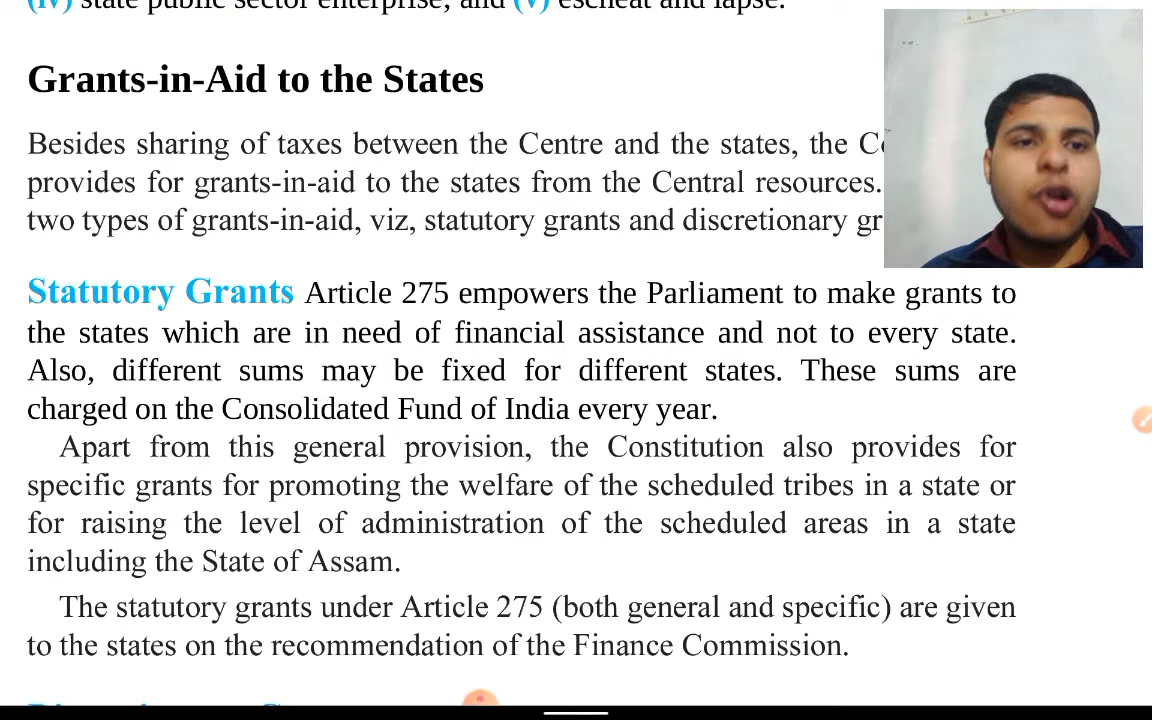 (iv) state public sector enterprise, and (v) escheat and lapse.
Grants-in-Aid to the States
Besides sharing of taxes between the Centre and the states, the
provides for grants-in-aid to the states from the Central resources.
two types of grants-in-aid, viz, statutory grants and discretionary
Statutory Grants Article 275 empowers the Parliament to make grants to
the states which are in need of financial assistance and not to every state.
Also, different sums may be fixed for different states. These sums are
charged on the Consolidated Fund of India every year.
Apart from this general provision, the Constitution also provides for
specific grants for promoting the welfare of the scheduled tribes in a state or
for raising the level of administration of the scheduled areas in a state
including the State of Assam.
The statutory grants under Article 275 (both general and specific) are given
to the states on the recommendation of the Finance Commission.